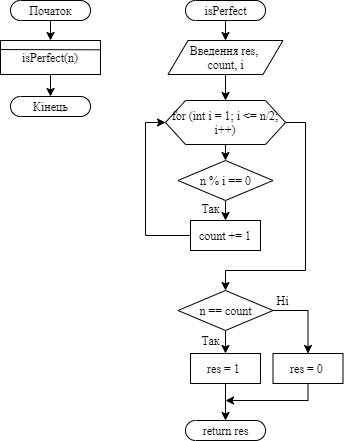 Початок
isPerfect(n)
Кінець
isPerfect
Введення res,
count, i
for (int i = 1; i <= n/2;
i++)
n % i == 0
Так
count += 1
n == count
Ні
Так
res = 1
res = 0
return res